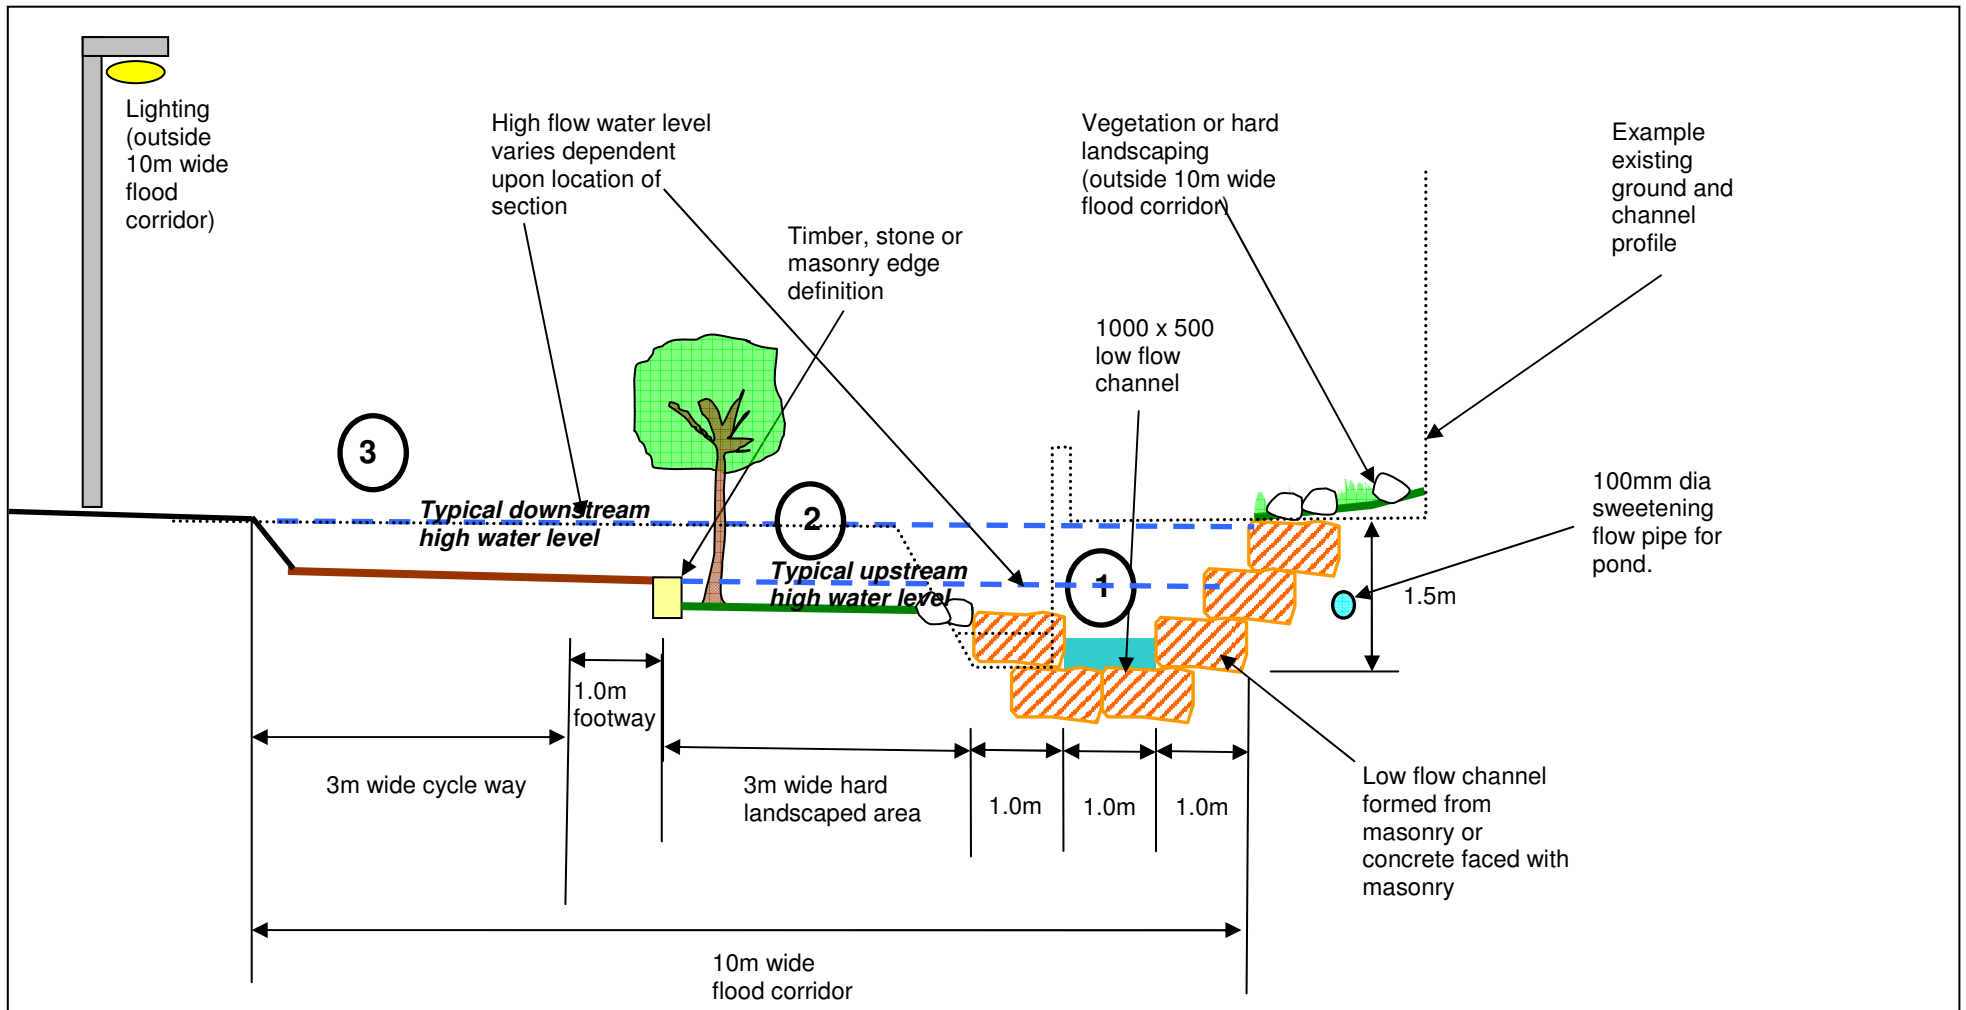 Lighting
(outside
10m wide
flood
corridor)
High flow water level
varies dependent
upon location of
section
Timber, stone or
masonry edge
definition
Vegetation or hard
landscaping
(outside 10m wide
flood corridor)
Example
existing
ground and
channel
profile
1000 x 500
low flow
channel
100mm dia
sweetening
flow pipe for
pond.
3
2
1
Typical downstream
high water level
Typical upstream
high water level
1.5m
1.0m
footway
3m wide cycle way
3m wide hard
landscaped area
1.0m
1.0m
1.0m
Low flow channel
formed from
masonry or
concrete faced with
masonry
10m wide
flood corridor